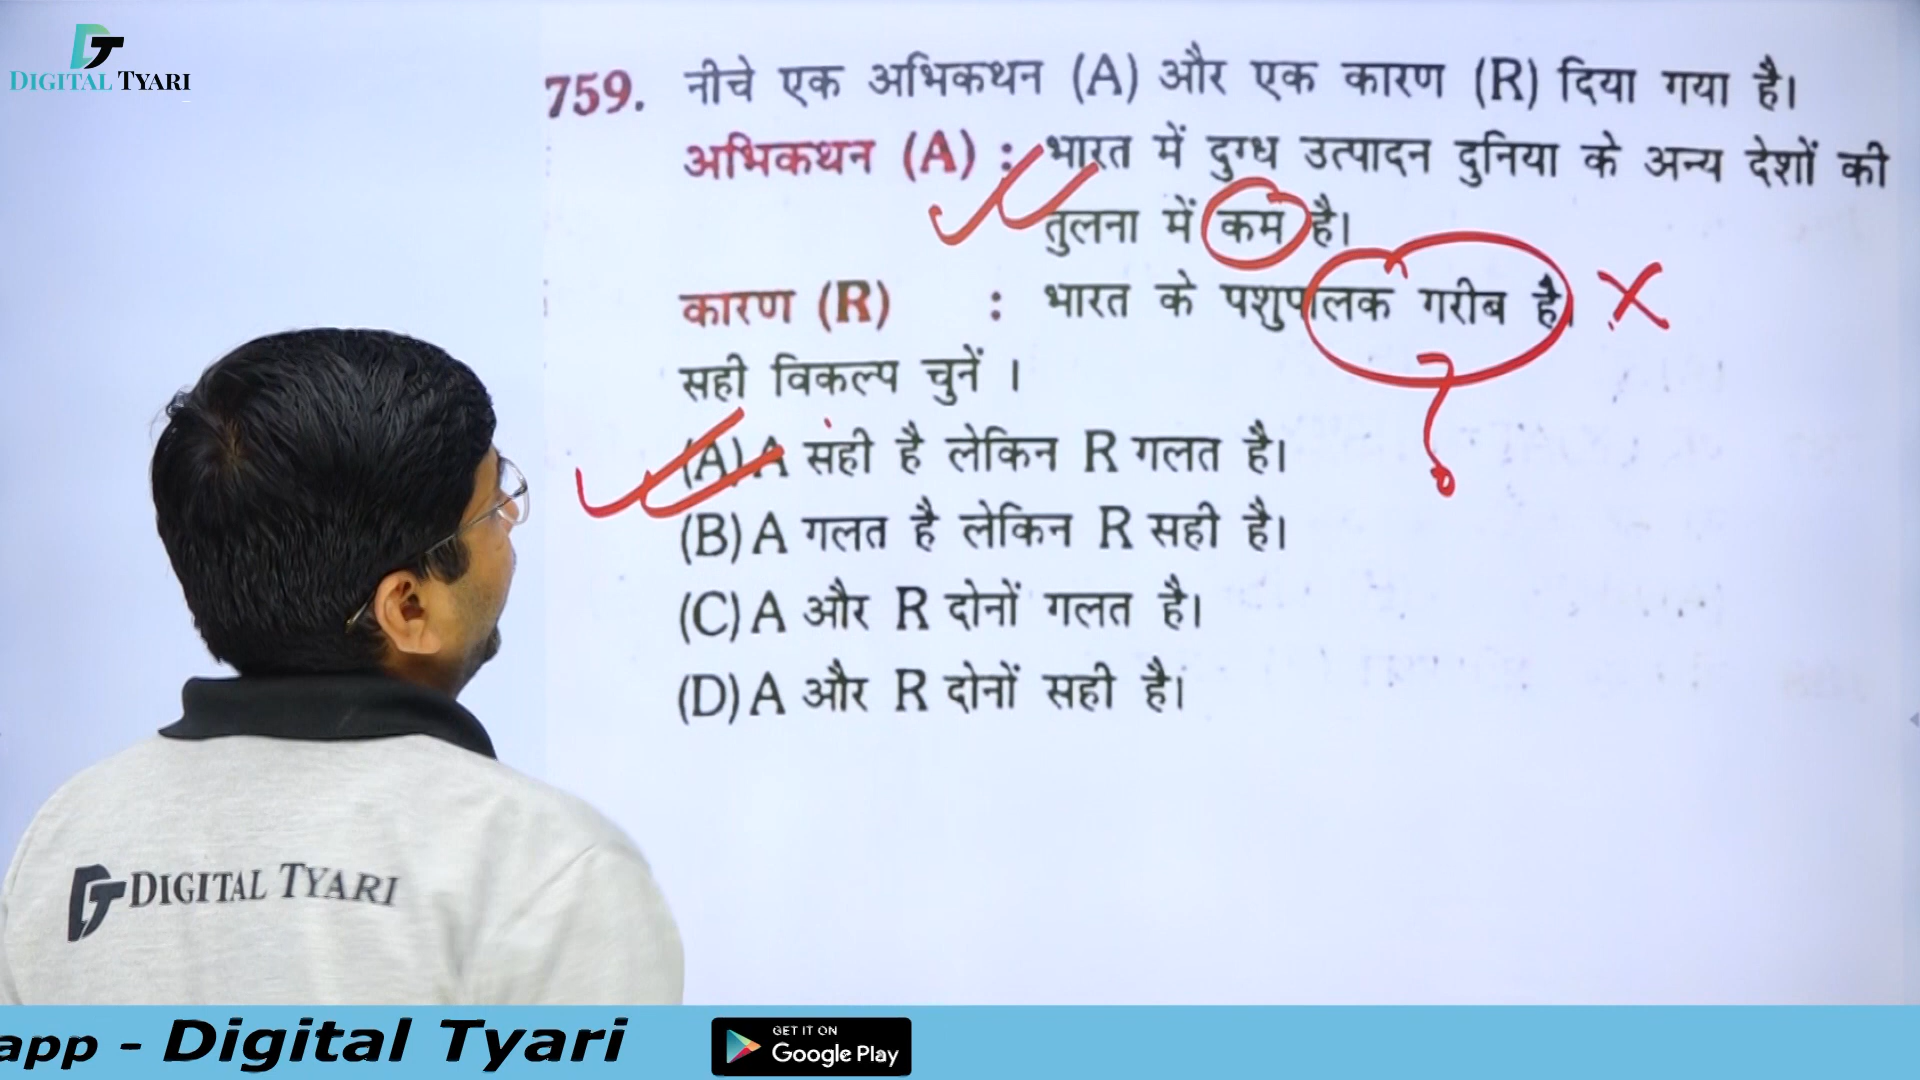 DT
DIGITAL TYARI
759. नीचे एक अभिकथन (A) और एक कारण (R) दिया गया है।
अभिकथन (A) : भारत में दुग्ध उत्पादन दुनिया के अन्य देशों की
तुलना में कम है।
कारण (R) : भारत के पशुपालक गरीब है।
सही विकल्प चुनें ।
(A) A सही है लेकिन R गलत है।
(B) A गलत है लेकिन R सही है।
(C) A और R दोनों गलत है।
(D) A और R दोनों सही है।
DT DIGITAL TYARI
app - Digital Tyari
GET IT ON
Google Play